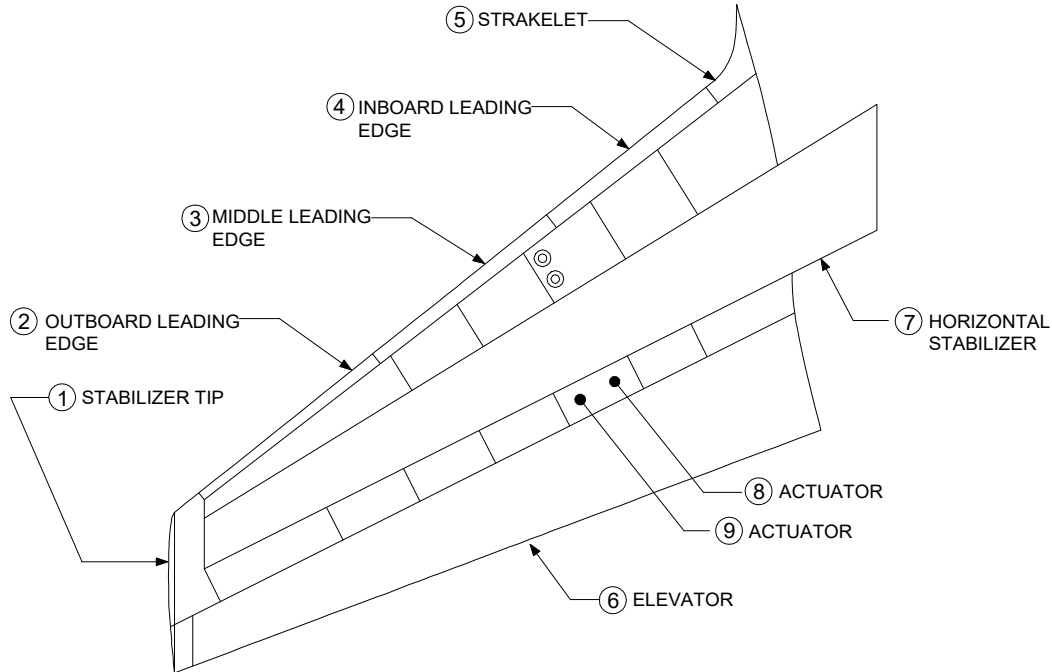 5 STRAKELET
4 INBOARD LEADING
EDGE
3 MIDDLE LEADING
EDGE
2 OUTBOARD LEADING
EDGE
7 HORIZONTAL
STABILIZER
1 STABILIZER TIP
8 ACTUATOR
9 ACTUATOR
6 ELEVATOR